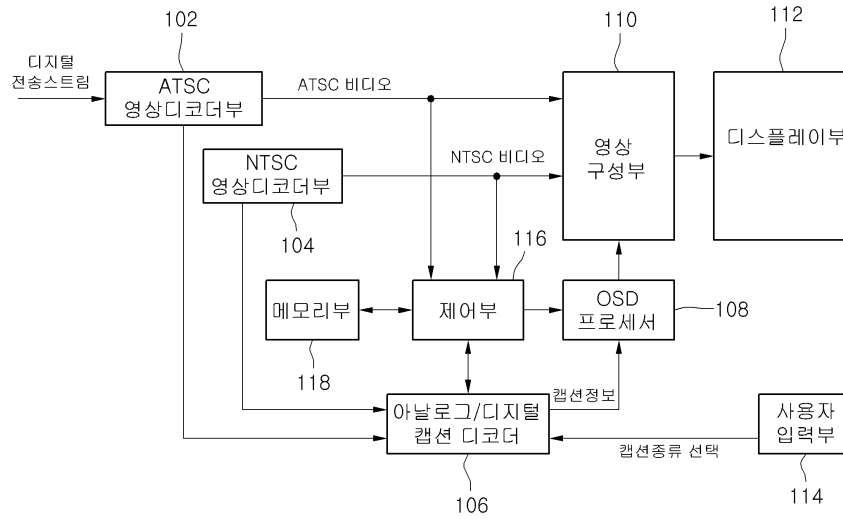 102
110
112
디지털
전송스트림
ATSC
영상디코더부
ATSC 비디오
영상
구성부
디스플레이부
NTSC
영상디코더부
NTSC 비디오
104
116
메모리부
제어부
OSD
프로세서
108
118
아날로그/디지털
캡션 디코더
캡션정보
사용자
입력부
캡션종류 선택
106
114